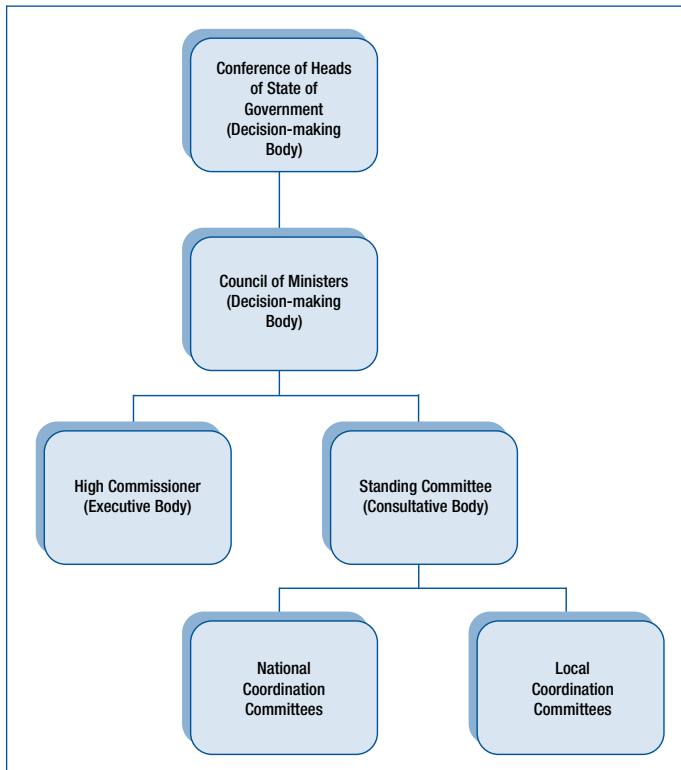 Conference of Heads
of State of
Government
(Decision-making
Body)
Council of Ministers
(Decision-making
Body)
High Commissioner
(Executive Body)
Standing Committee
(Consultative Body)
National
Coordination
Committees
Local
Coordination
Committees